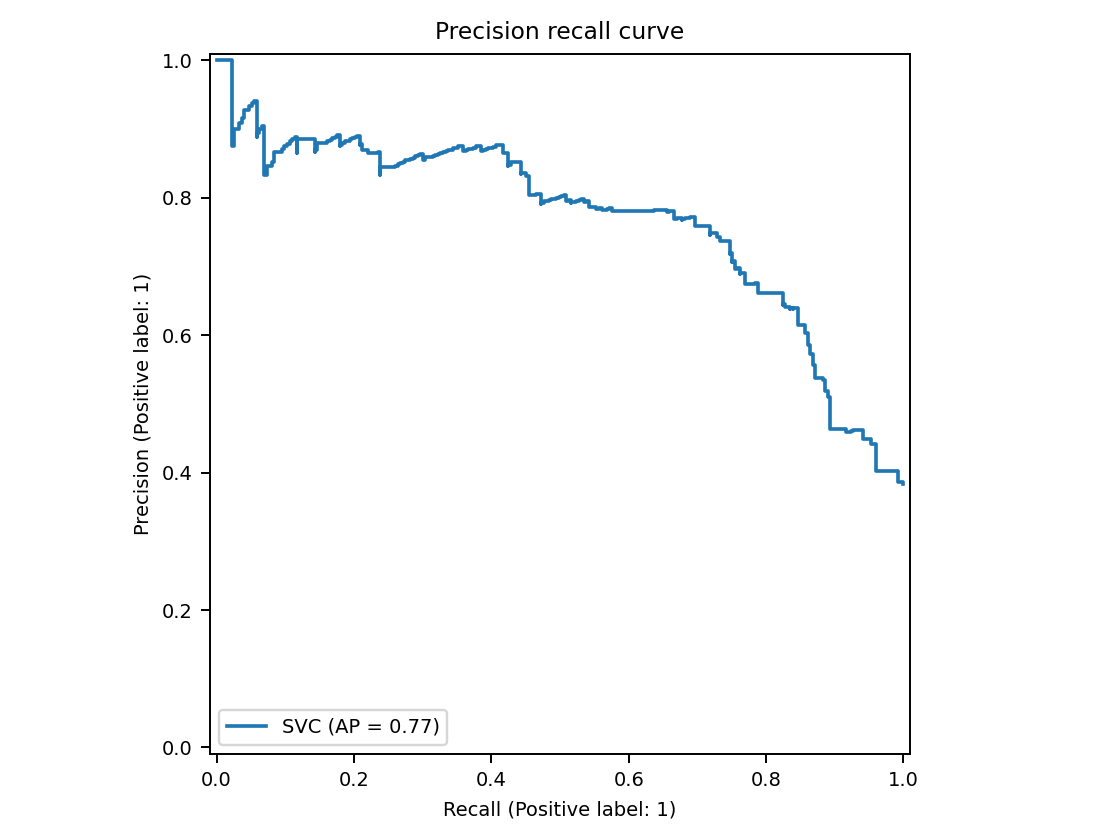 Precision recall curve
1.0
0.8
0.6
0.4
0.2
0.0
Precision (Positive label: 1)
SVC (AP = 0.77)
0.0 0.2 0.4 0.6 0.8 1.0
Recall (Positive label: 1)